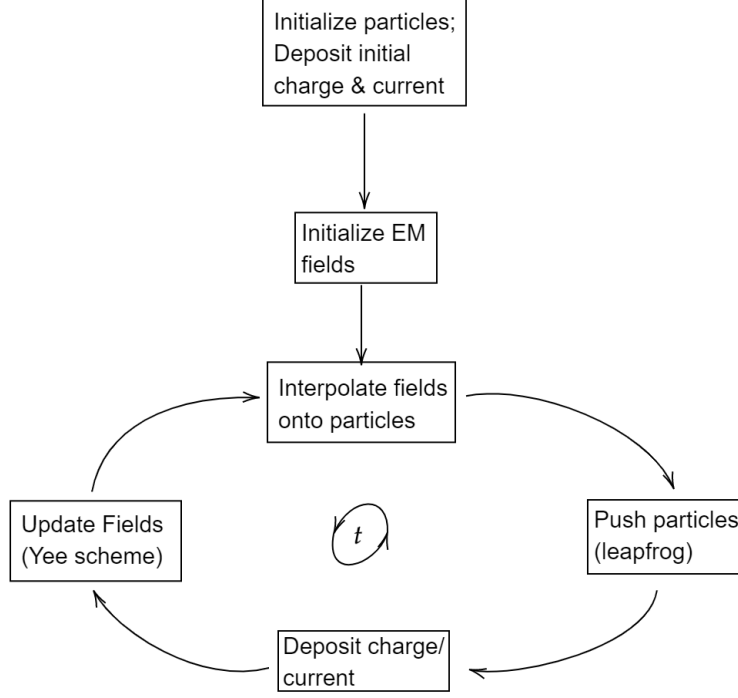 Initialize particles;
Deposit initial
charge & current
Initialize EM
fields
Interpolate fields
onto particles
Update Fields
(Yee scheme)
t
Push particles
(leapfrog)
Deposit charge/
current